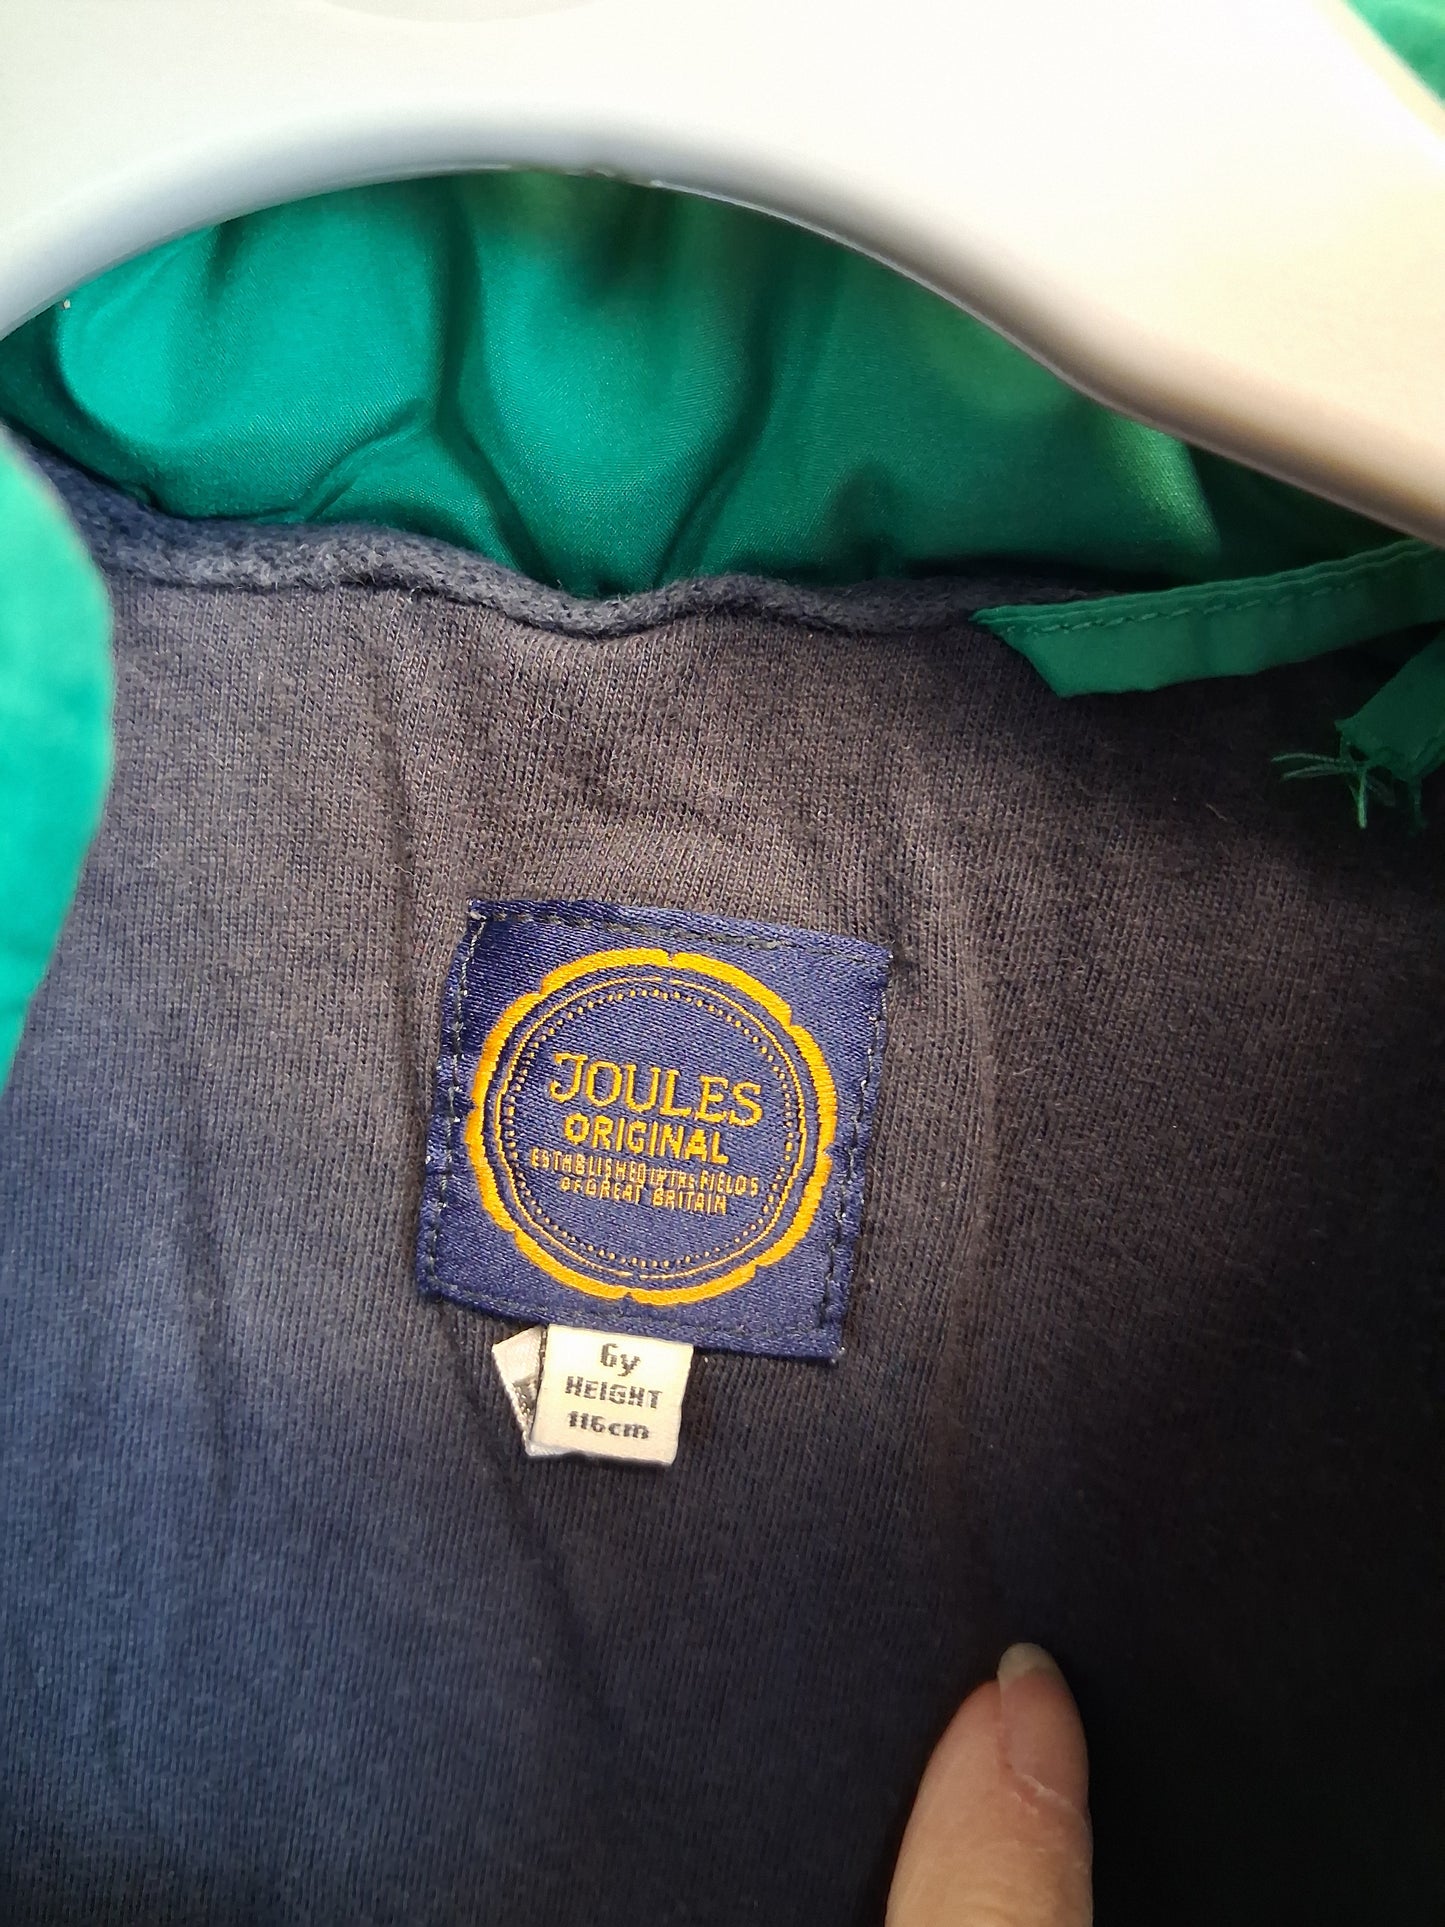 JOULES
ORIGINAL
ESTABLISHED IN THE FIELDS
OF GREAT BRITAIN
6y
HEIGHT
116cm